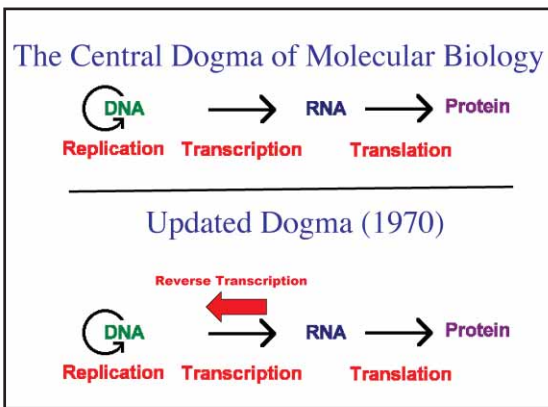 The Central Dogma of Molecular Biology
DNA RNA Protein
Replication Transcription Translation
Updated Dogma (1970)
Reverse Transcription
DNA RNA Protein
Replication Transcription Translation